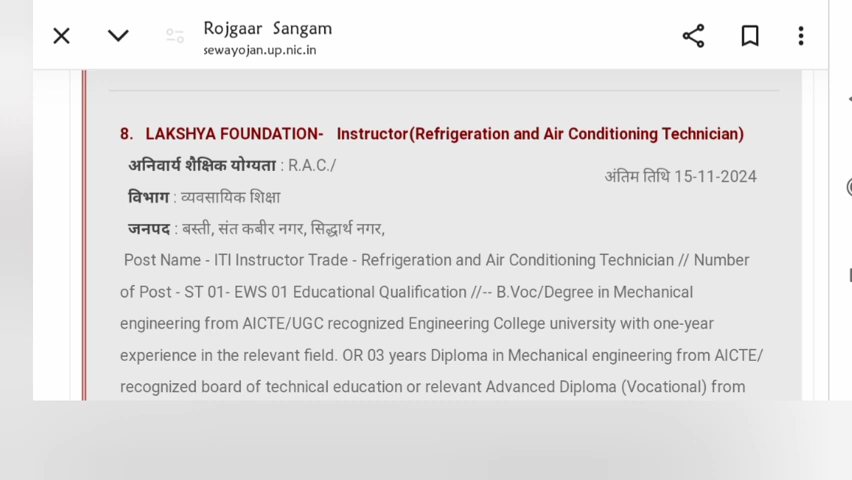 Rojgaar Sangam
sewayojan.up.nic.in
8. LAKSHYA FOUNDATION- Instructor(Refrigeration and Air Conditioning Technician)
अनिवार्य शैक्षिक योग्यता : R.A.C./
अंतिम तिथि 15-11-2024
विभाग : व्यवसायिक शिक्षा
जनपद : बस्ती, संत कबीर नगर, सिद्धार्थ नगर,
Post Name - ITI Instructor Trade - Refrigeration and Air Conditioning Technician // Number
of Post - ST 01- EWS 01 Educational Qualification //-- B.Voc/Degree in Mechanical
engineering from AICTE/UGC recognized Engineering College university with one-year
experience in the relevant field. OR 03 years Diploma in Mechanical engineering from AICTE/
recognized board of technical education or relevant Advanced Diploma (Vocational) from